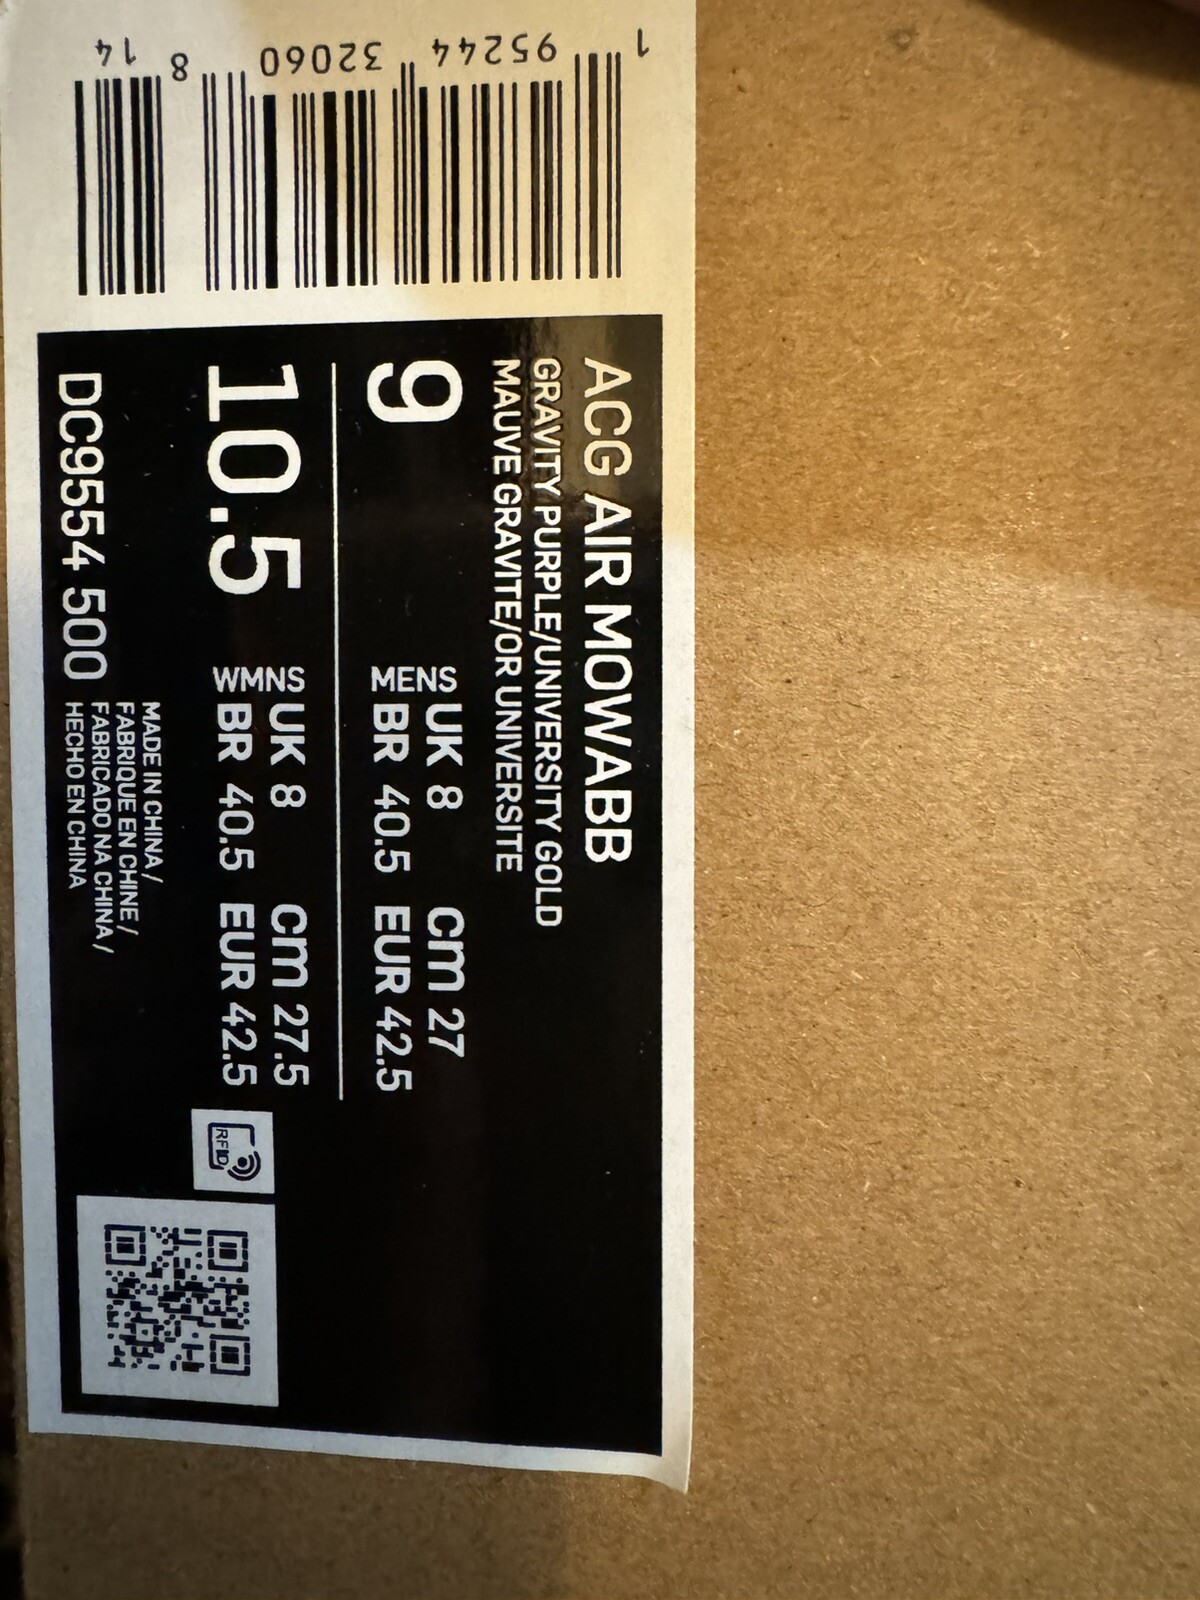 ACG AIR MOWABB
GRAVITY PURPLE/UNIVERSITY GOLD
MAUVE GRAVITE/OR UNIVERSITE
9
MENS
UK 8 cm 27
BR 40.5 EUR 42.5
10.5
WMNS
UK 8 cm 27.5
BR 40.5 EUR 42.5
DC9554 500
MADE IN CHINA /
FABRIQUE EN CHINE /
FABRICADO NA CHINA /
HECHO EN CHINA
RFID
1 95244 32060 8 14